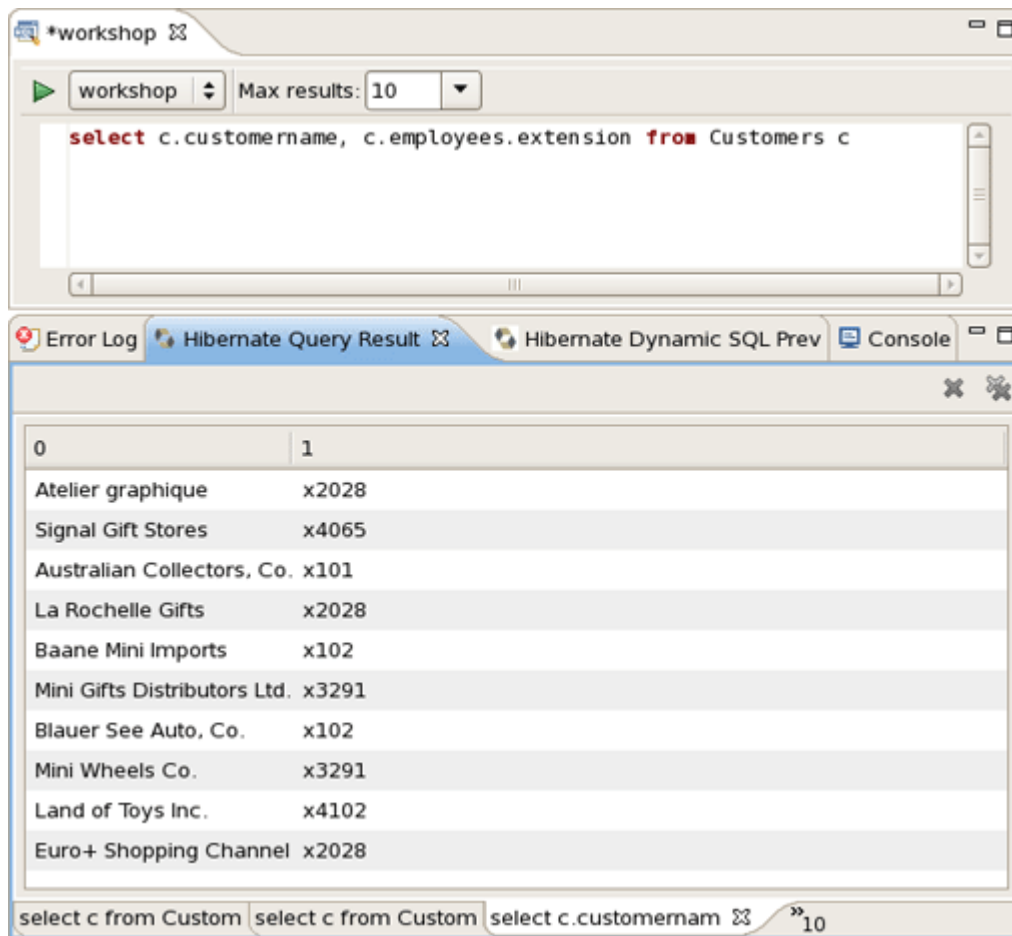 *workshop
workshop Max results: 10
select c.customername, c.employees.extension from Customers c
Error Log Hibernate Query Result Hibernate Dynamic SQL Prev Console
0 1
Atelier graphique x2028
Signal Gift Stores x4065
Australian Collectors, Co. x101
La Rochelle Gifts x2028
Baane Mini Imports x102
Mini Gifts Distributors Ltd. x3291
Blauer See Auto, Co. x102
Mini Wheels Co. x3291
Land of Toys Inc. x4102
Euro+ Shopping Channel x2028
select c from Custom select c from Custom select c.customernam »10